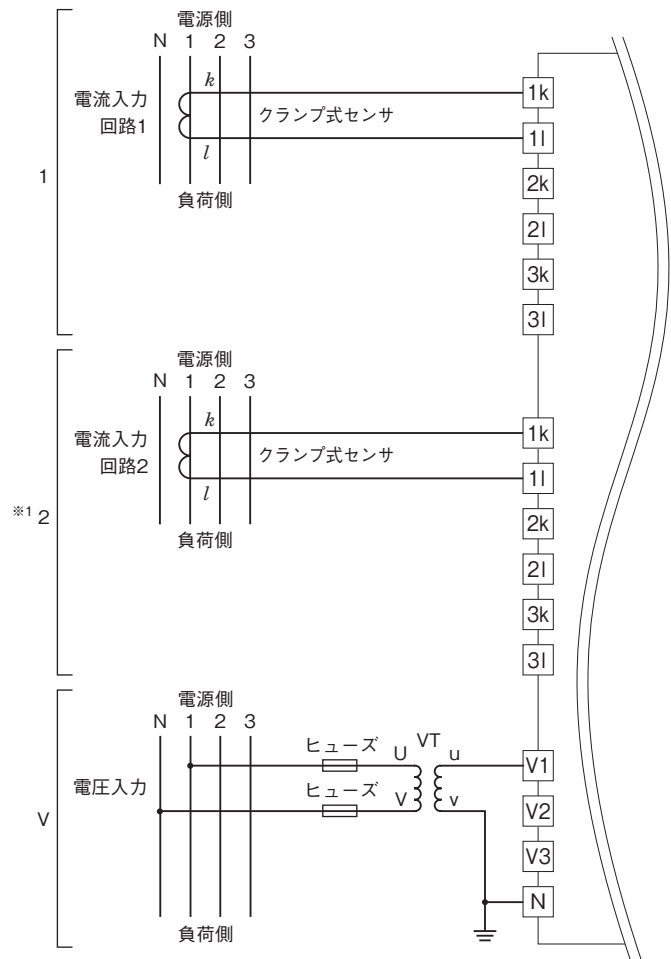 電源側
N 1 2 3
k
電流入力
回路1
クランプ式センサ
l
負荷側
1
1k
1l
2k
2l
3k
3l
電源側
N 1 2 3
k
電流入力
回路2
クランプ式センサ
l
負荷側
※1 2
1k
1l
2k
2l
3k
3l
電源側
N 1 2 3
ヒューズ U VT u
電圧入力
ヒューズ V v
V
負荷側
V1
V2
V3
N